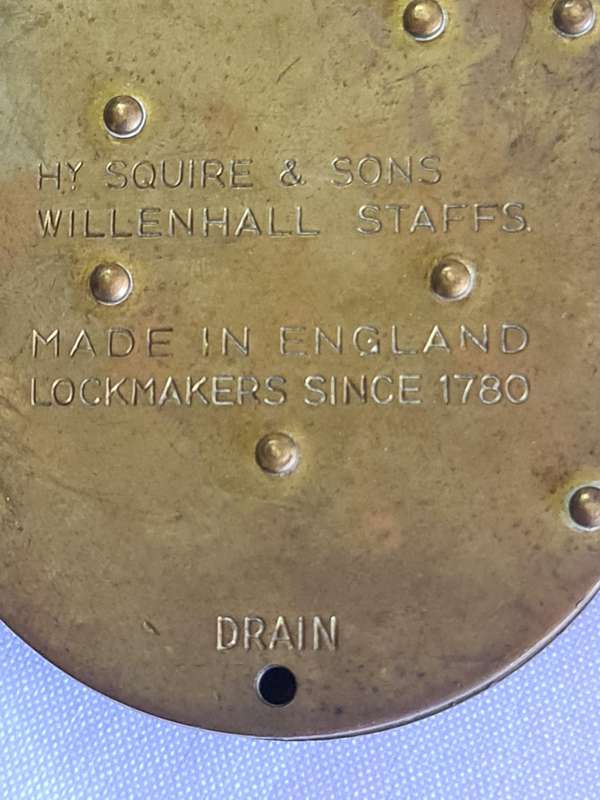 HY SQUIRE & SONS
WILLENHALL STAFFS.
MADE IN ENGLAND
LOCKMAKERS SINCE 1780
DRAIN